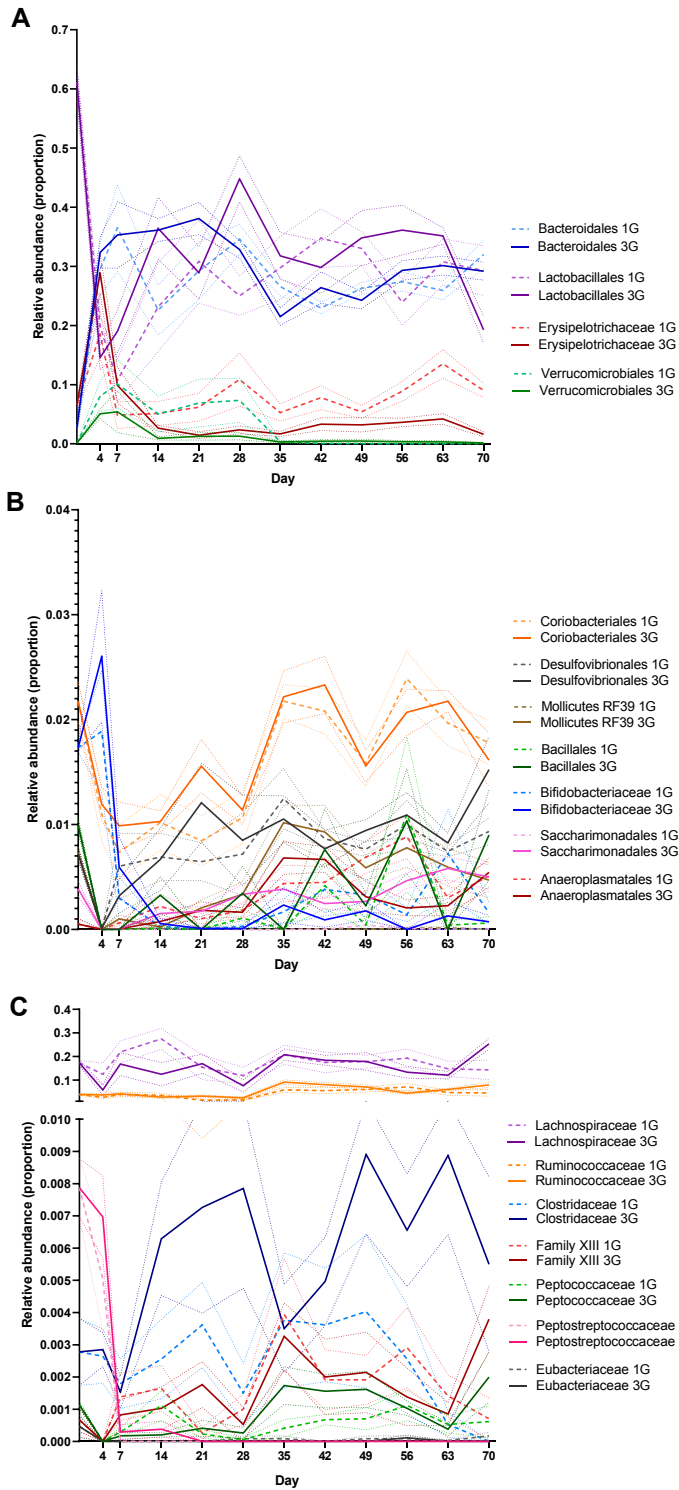 A
0.7
0.6
0.5
0.4
0.3
0.2
0.1
0.0
Relative abundance (proportion)
4 7 14 21 28 35 42 49 56 63 70
Day
Bacteroidales 1G
Bacteroidales 3G
Lactobacillales 1G
Lactobacillales 3G
Erysipelotrichaceae 1G
Erysipelotrichaceae 3G
Verrucomicrobiales 1G
Verrucomicrobiales 3G
B
0.04
0.03
0.02
0.01
0.00
Relative abundance (proportion)
4 7 14 21 28 35 42 49 56 63 70
Day
Coriobacteriales 1G
Coriobacteriales 3G
Desulfovibrionales 1G
Desulfovibrionales 3G
Mollicutes RF39 1G
Mollicutes RF39 3G
Bacillales 1G
Bacillales 3G
Bifidobacteriaceae 1G
Bifidobacteriaceae 3G
Saccharimonadales 1G
Saccharimonadales 3G
Anaeroplasmatales 1G
Anaeroplasmatales 3G
C
0.4
0.3
0.2
0.1
0.010
0.009
0.008
0.007
0.006
0.005
0.004
0.003
0.002
0.001
0.000
Relative abundance (proportion)
4 7 14 21 28 35 42 49 56 63 70
Day
Lachnospiraceae 1G
Lachnospiraceae 3G
Ruminococcaceae 1G
Ruminococcaceae 3G
Clostridaceae 1G
Clostridaceae 3G
Family XIII 1G
Family XIII 3G
Peptococcaceae 1G
Peptococcaceae 3G
Peptostreptococcaceae
Peptostreptococcaceae
Eubacteriaceae 1G
Eubacteriaceae 3G